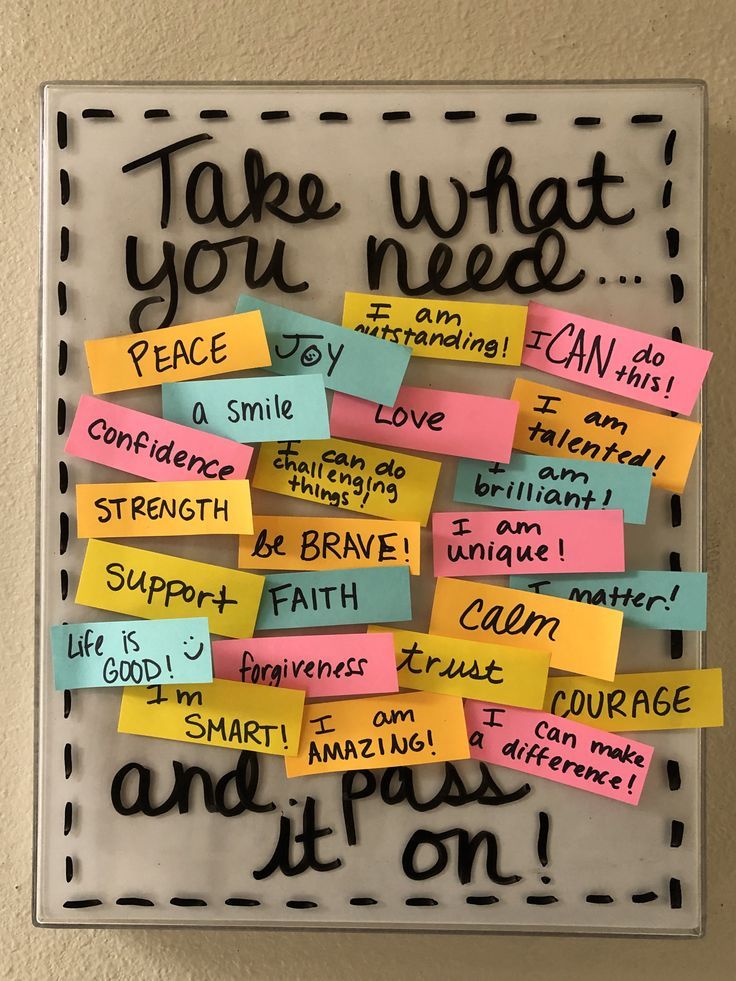 Take what
you need...
PEACE
JOY
I am
outstanding!
I CAN do
this!
a smile
Love
I am
talented!
Confidence
I can do
challenging
things!
I am
brilliant!
STRENGTH
be BRAVE!
I am
unique!
Support
FAITH
Calm
I matter!
Life is
GOOD!
forgiveness
trust
COURAGE
I'm
SMART!
I am
AMAZING!
I can make
a difference!
and pass
it on!